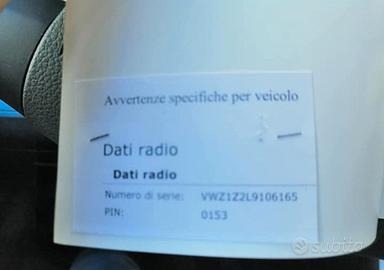 Avvertenze specifiche per veicolo
Dati radio
Dati radio
Numero di serie: VWZ1Z2L9106165
PIN: 0153
subito